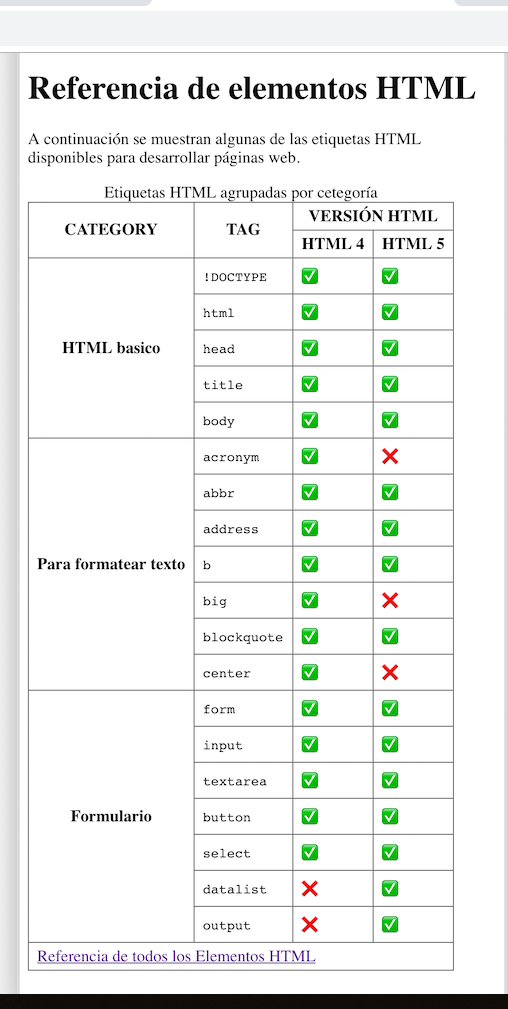 Referencia de elementos HTML
A continuación se muestran algunas de las etiquetas HTML
disponibles para desarrollar páginas web.
Etiquetas HTML agrupadas por cetegoría
CATEGORY TAG VERSIÓN HTML
HTML 4 HTML 5
HTML basico
!DOCTYPE ✅ ✅
html ✅ ✅
head ✅ ✅
title ✅ ✅
body ✅ ✅
Para formatear texto
acronym ✅ ❌
abbr ✅ ✅
address ✅ ✅
b ✅ ✅
big ✅ ❌
blockquote ✅ ✅
center ✅ ❌
Formulario
form ✅ ✅
input ✅ ✅
textarea ✅ ✅
button ✅ ✅
select ✅ ✅
datalist ❌ ✅
output ❌ ✅
Referencia de todos los Elementos HTML